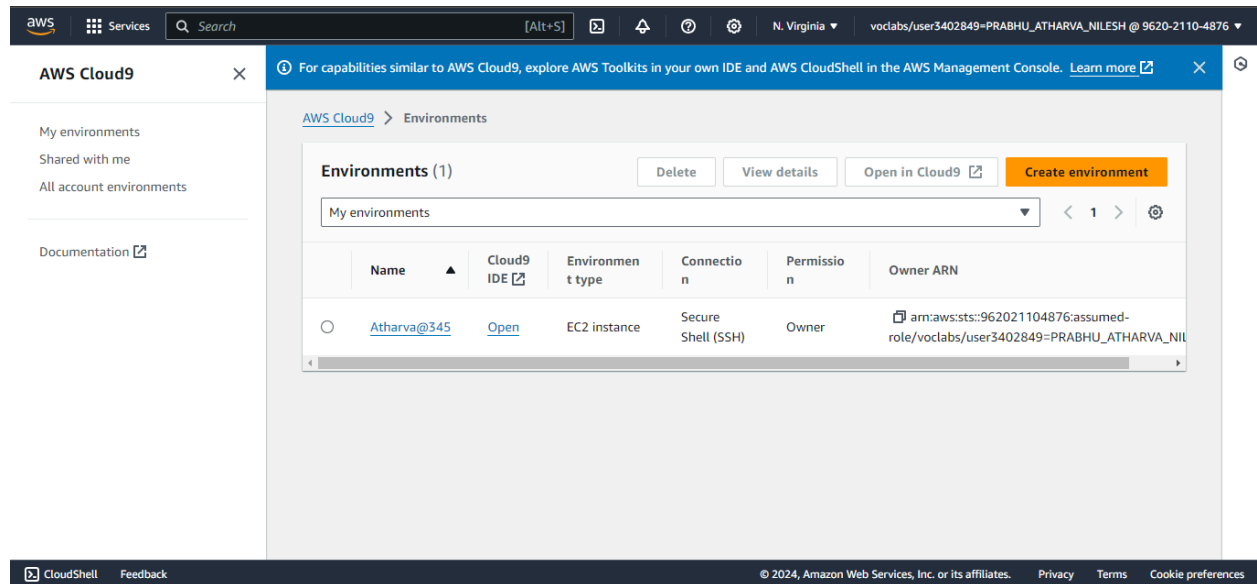 aws Services Search [Alt+S] N. Virginia voclabs/user3402849=PRABHU_ATHARVA_NILESH @ 9620-2110-4876
AWS Cloud9
For capabilities similar to AWS Cloud9, explore AWS Toolkits in your own IDE and AWS CloudShell in the AWS Management Console. Learn more
My environments
Shared with me
All account environments
Documentation
AWS Cloud9 > Environments
Environments (1) Delete View details Open in Cloud9 Create environment
My environments 1
Name Cloud9 Environmen Connectio Permissio Owner ARN
IDE t type n n
Atharva@345 Open EC2 instance Secure Owner arn:aws:sts::962021104876:assumed-
Shell (SSH) role/voclabs/user3402849=PRABHU_ATHARVA_NIL
CloudShell Feedback © 2024, Amazon Web Services, Inc. or its affiliates. Privacy Terms Cookie preferences